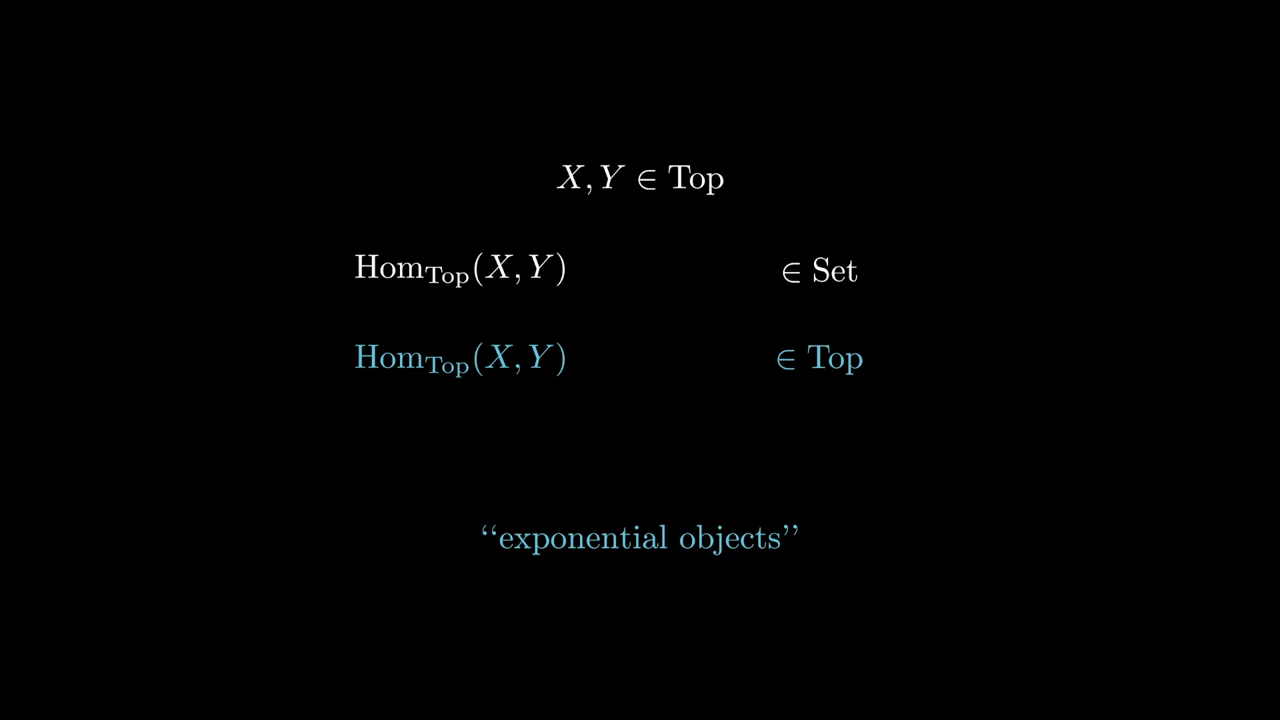 X, Y ∈ Top
Hom_Top(X, Y) ∈ Set
Hom_Top(X, Y) ∈ Top
“exponential objects”